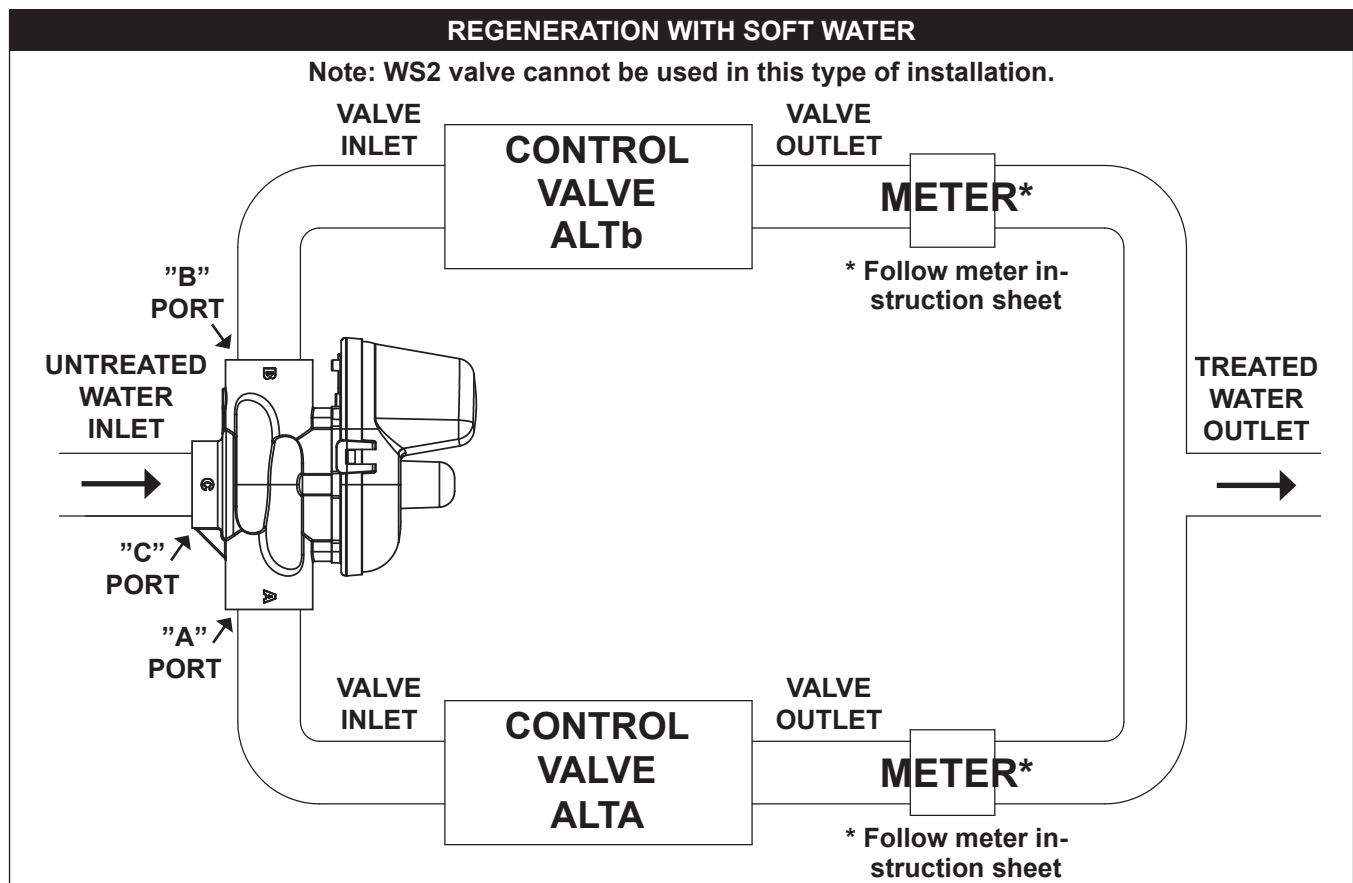 REGENERATION WITH SOFT WATER
Note: WS2 valve cannot be used in this type of installation.
VALVE
INLET
CONTROL
VALVE
ALTb
VALVE
OUTLET
METER*
* Follow meter in-
struction sheet
”B”
PORT
B
UNTREATED
WATER
INLET
C
”C”
PORT
A
”A”
PORT
TREATED
WATER
OUTLET
VALVE
INLET
CONTROL
VALVE
ALTA
VALVE
OUTLET
METER*
* Follow meter in-
struction sheet